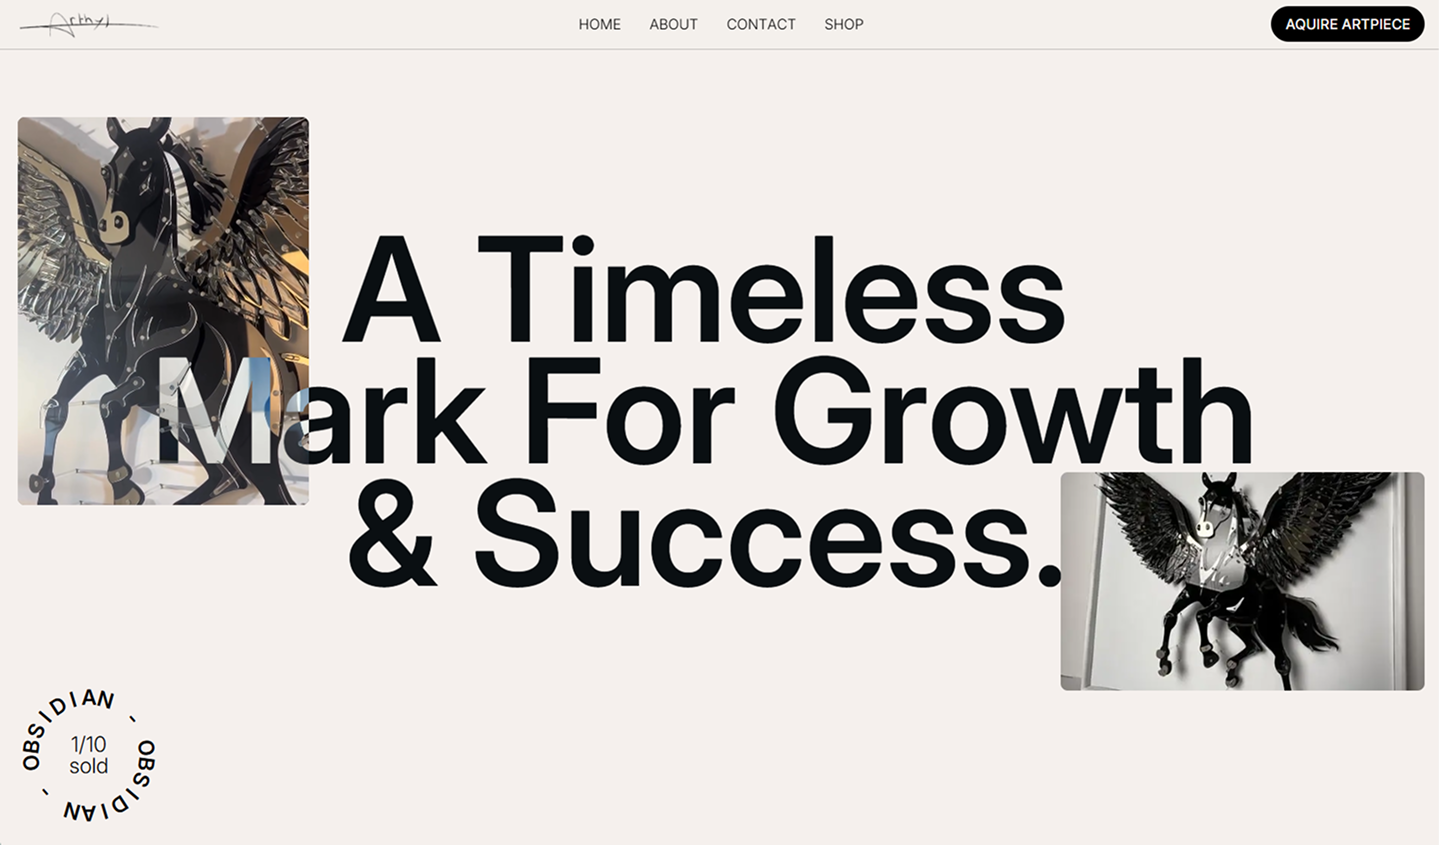 Arthyl
HOME ABOUT CONTACT SHOP
AQUIRE ARTPIECE
A Timeless
Mark For Growth
& Success.
OBSIDIAN - OBSIDIAN -
1/10
sold